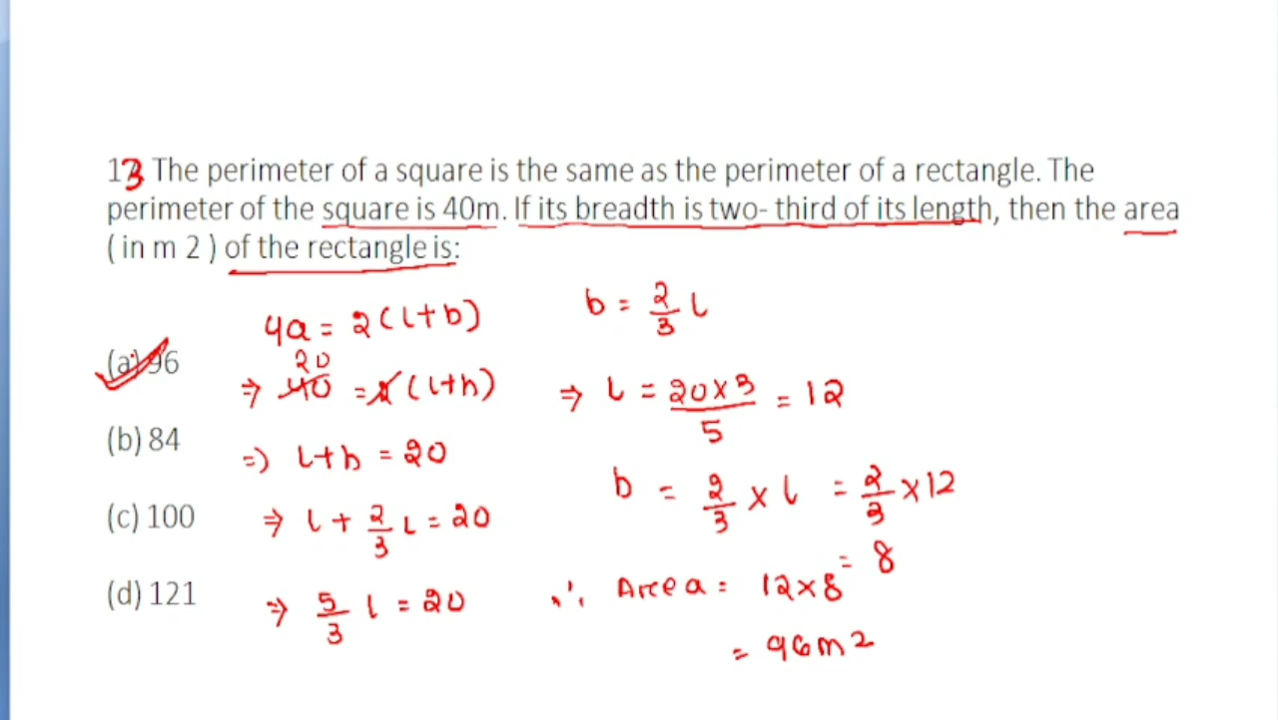 13 The perimeter of a square is the same as the perimeter of a rectangle. The
perimeter of the square is 40m. If its breadth is two- third of its length, then the area
( in m 2 ) of the rectangle is:
(a) 96
(b) 84
(c) 100
(d) 121
4a = 2(l+b)
20
⇒ 40 = 2(l+b)
⇒ l+b = 20
⇒ l + 2/3 l = 20
⇒ 5/3 l = 20
b = 2/3 l
⇒ l = 20×3/5 = 12
b = 2/3 × l = 2/3 × 12
= 8
∴ Area = 12×8
= 96m2